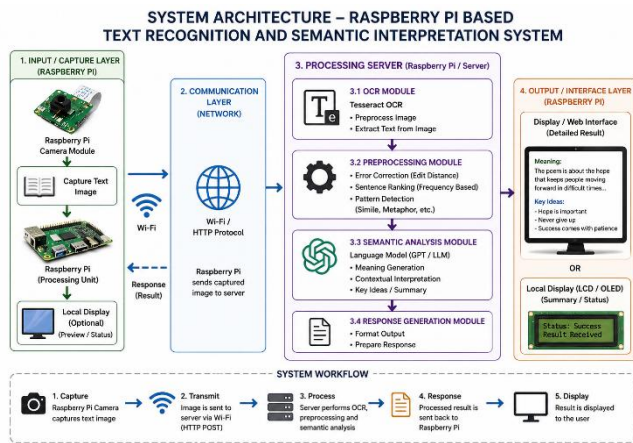 SYSTEM ARCHITECTURE – RASPBERRY PI BASED
TEXT RECOGNITION AND SEMANTIC INTERPRETATION SYSTEM
1. INPUT / CAPTURE LAYER
(RASPBERRY PI)
Raspberry Pi
Camera Module
Capture Text
Image
Raspberry Pi
(Processing Unit)
Local Display
(Optional)
(Preview / Status)
Wi-Fi
Response
(Result)
2. COMMUNICATION
LAYER
(NETWORK)
Wi-Fi /
HTTP Protocol
Raspberry Pi
sends captured
image to server
3. PROCESSING SERVER (Raspberry Pi / Server)
T
e
3.1 OCR MODULE
Tesseract OCR
• Preprocess Image
• Extract Text from Image
3.2 PREPROCESSING MODULE
• Error Correction (Edit Distance)
• Sentence Ranking (Frequency Based)
• Pattern Detection
(Simile, Metaphor, etc.)
3.3 SEMANTIC ANALYSIS MODULE
Language Model (GPT / LLM)
• Meaning Generation
• Contextual Interpretation
• Key Ideas / Summary
3.4 RESPONSE GENERATION MODULE
• Format Output
• Prepare Response
4. OUTPUT / INTERFACE LAYER
(RASPBERRY PI)
Display / Web Interface
(Detailed Result)
Meaning:
The poem is about the hope
that keeps people moving
forward in difficult times...
Key Ideas:
- Hope is important
- Never give up
- Success comes with patience
OR
Local Display (LCD / OLED)
(Summary / Status)
Status: Success
Result Received
SYSTEM WORKFLOW
1. Capture
Raspberry Pi Camera
captures text image
2. Transmit
Image is sent to
server via Wi-Fi
(HTTP POST)
3. Process
Server performs OCR,
preprocessing and
semantic analysis
4. Response
Processed result is
sent back to
Raspberry Pi
5. Display
Result is displayed
to the user